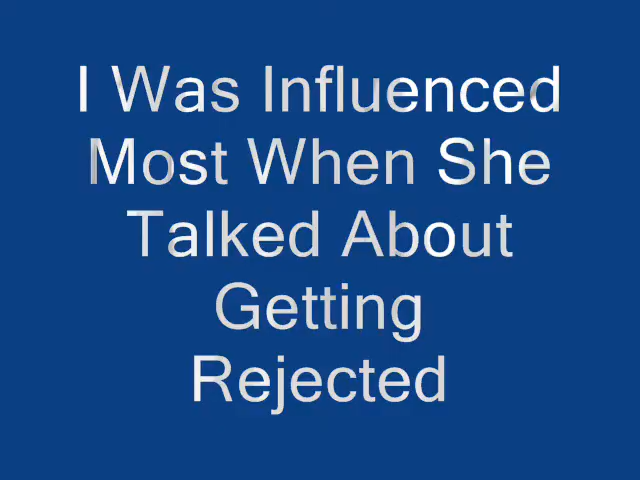 I Was Influenced
Most When She
Talked About
Getting
Rejected